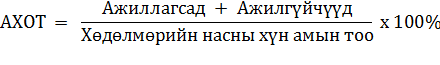 АХОТ = Ажиллагсад + Ажилгүйчүүд / Хөдөлмөрийн насны хүн амын тоо x 100%